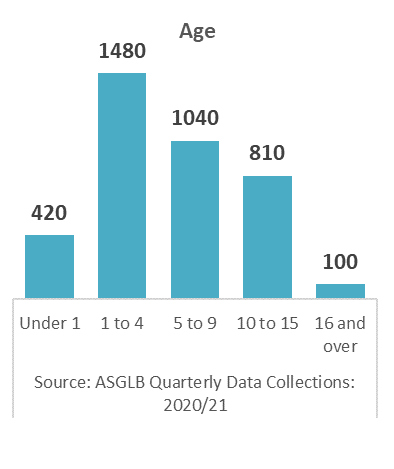 Age
1480
1040
810
420
100
Under 1 1 to 4 5 to 9 10 to 15 16 and
over
Source: ASGLB Quarterly Data Collections:
2020/21